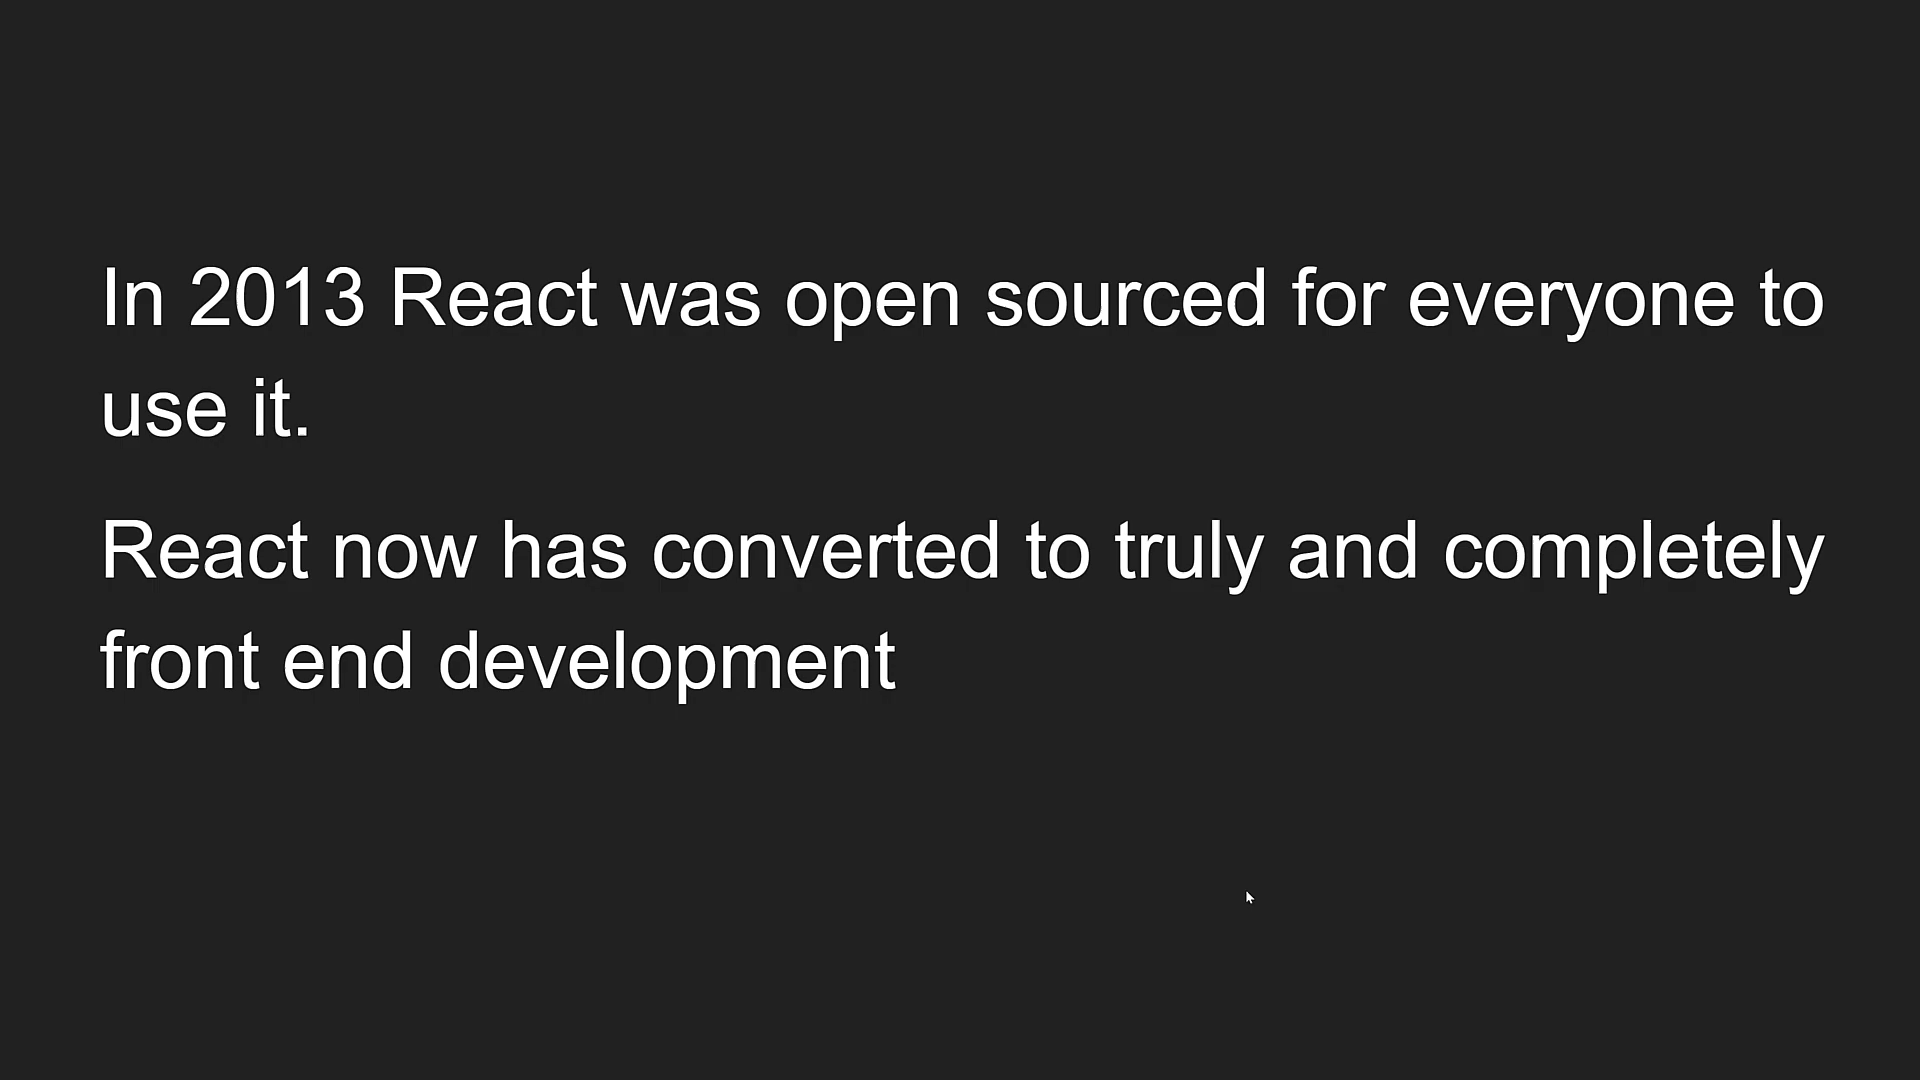 In 2013 React was open sourced for everyone to
use it.
React now has converted to truly and completely
front end development